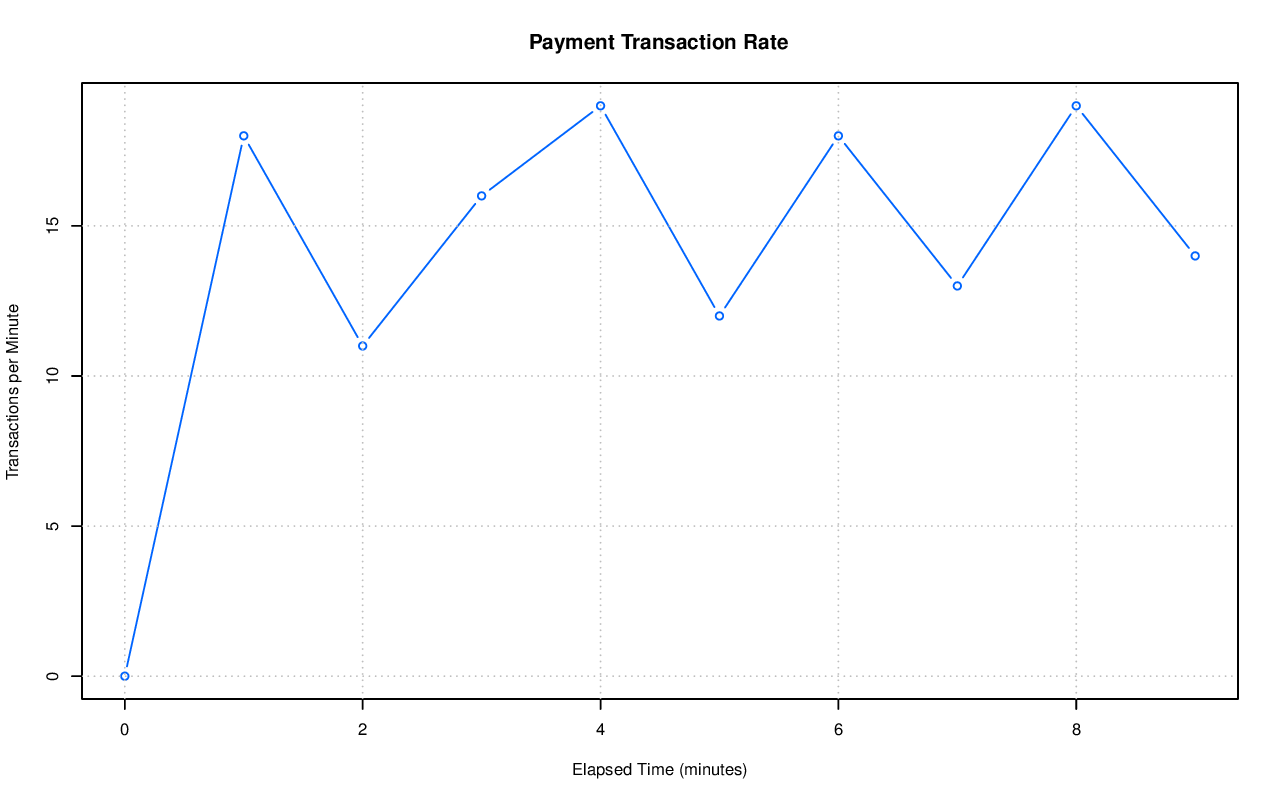 Payment Transaction Rate
Transactions per Minute
15
10
5
0
0 2 4 6 8
Elapsed Time (minutes)